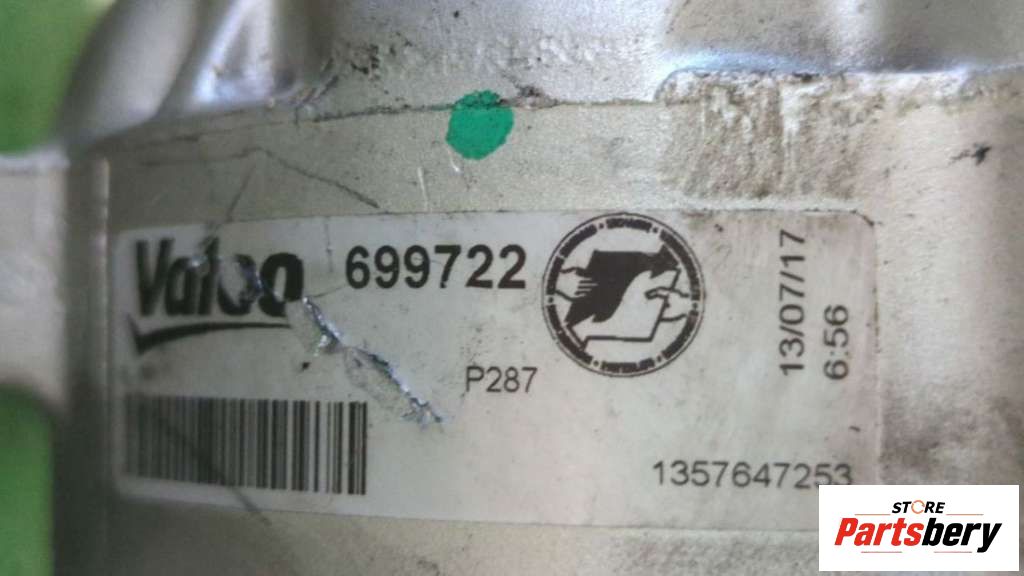 Valeo 699722
13/07/17
6:56
P287
1357647253
STORE
Partsbery